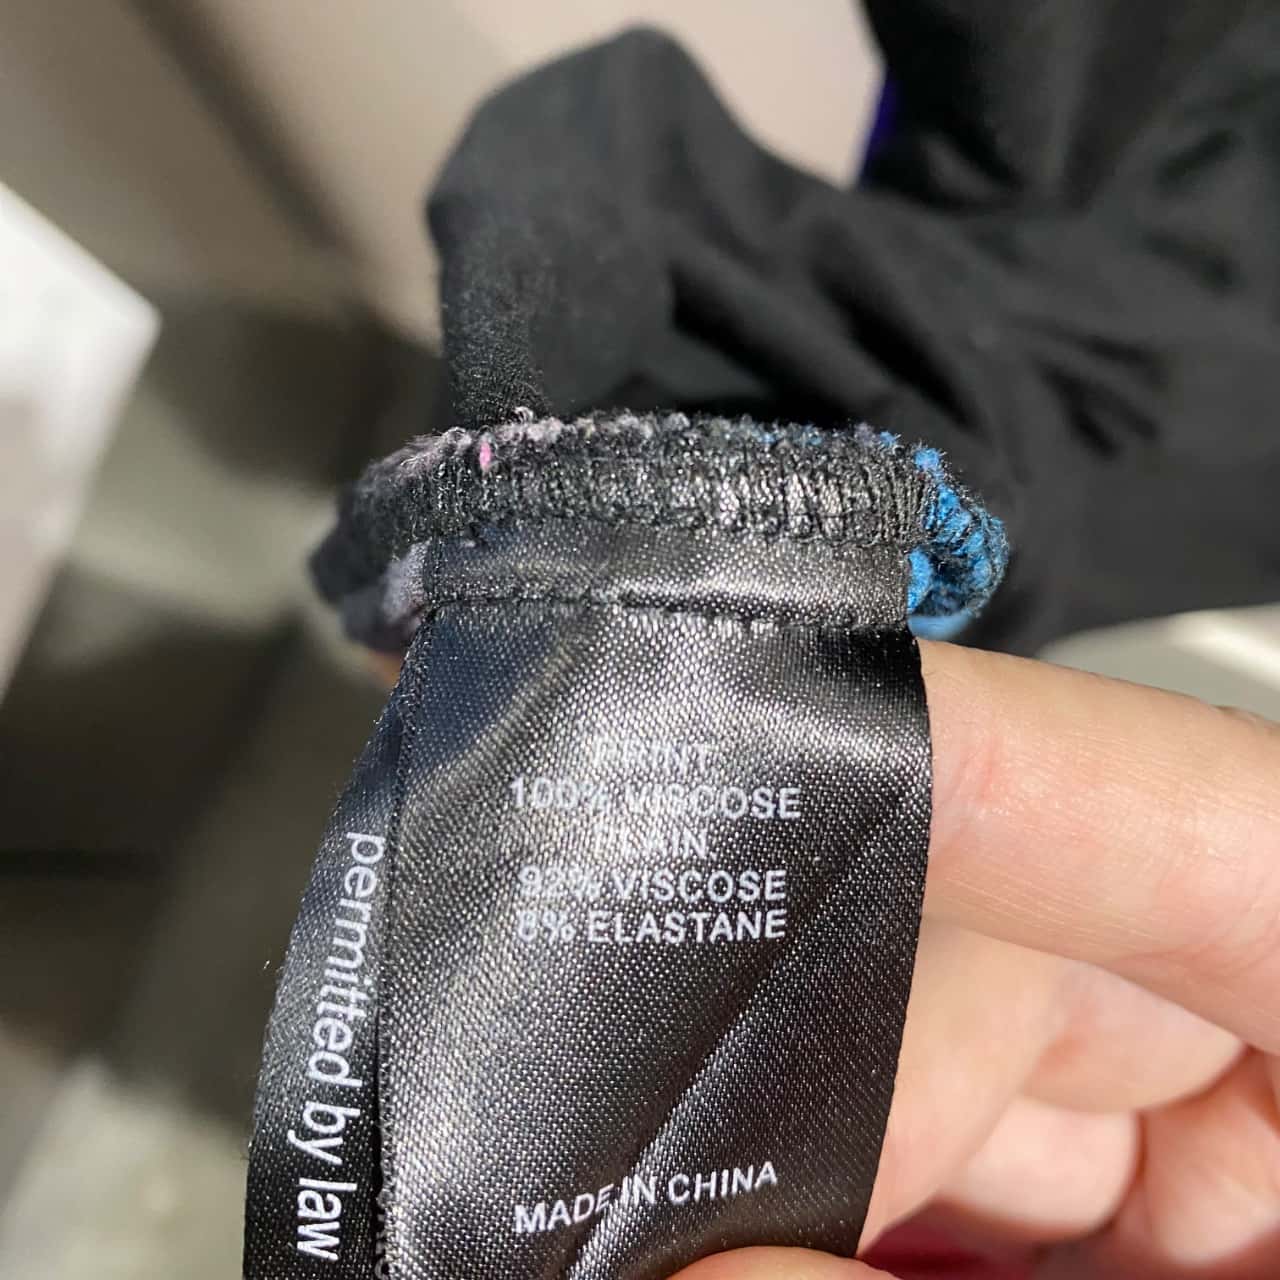 PRINT
100% VISCOSE
PLAIN
92% VISCOSE
8% ELASTANE
MADE IN CHINA
permitted by law